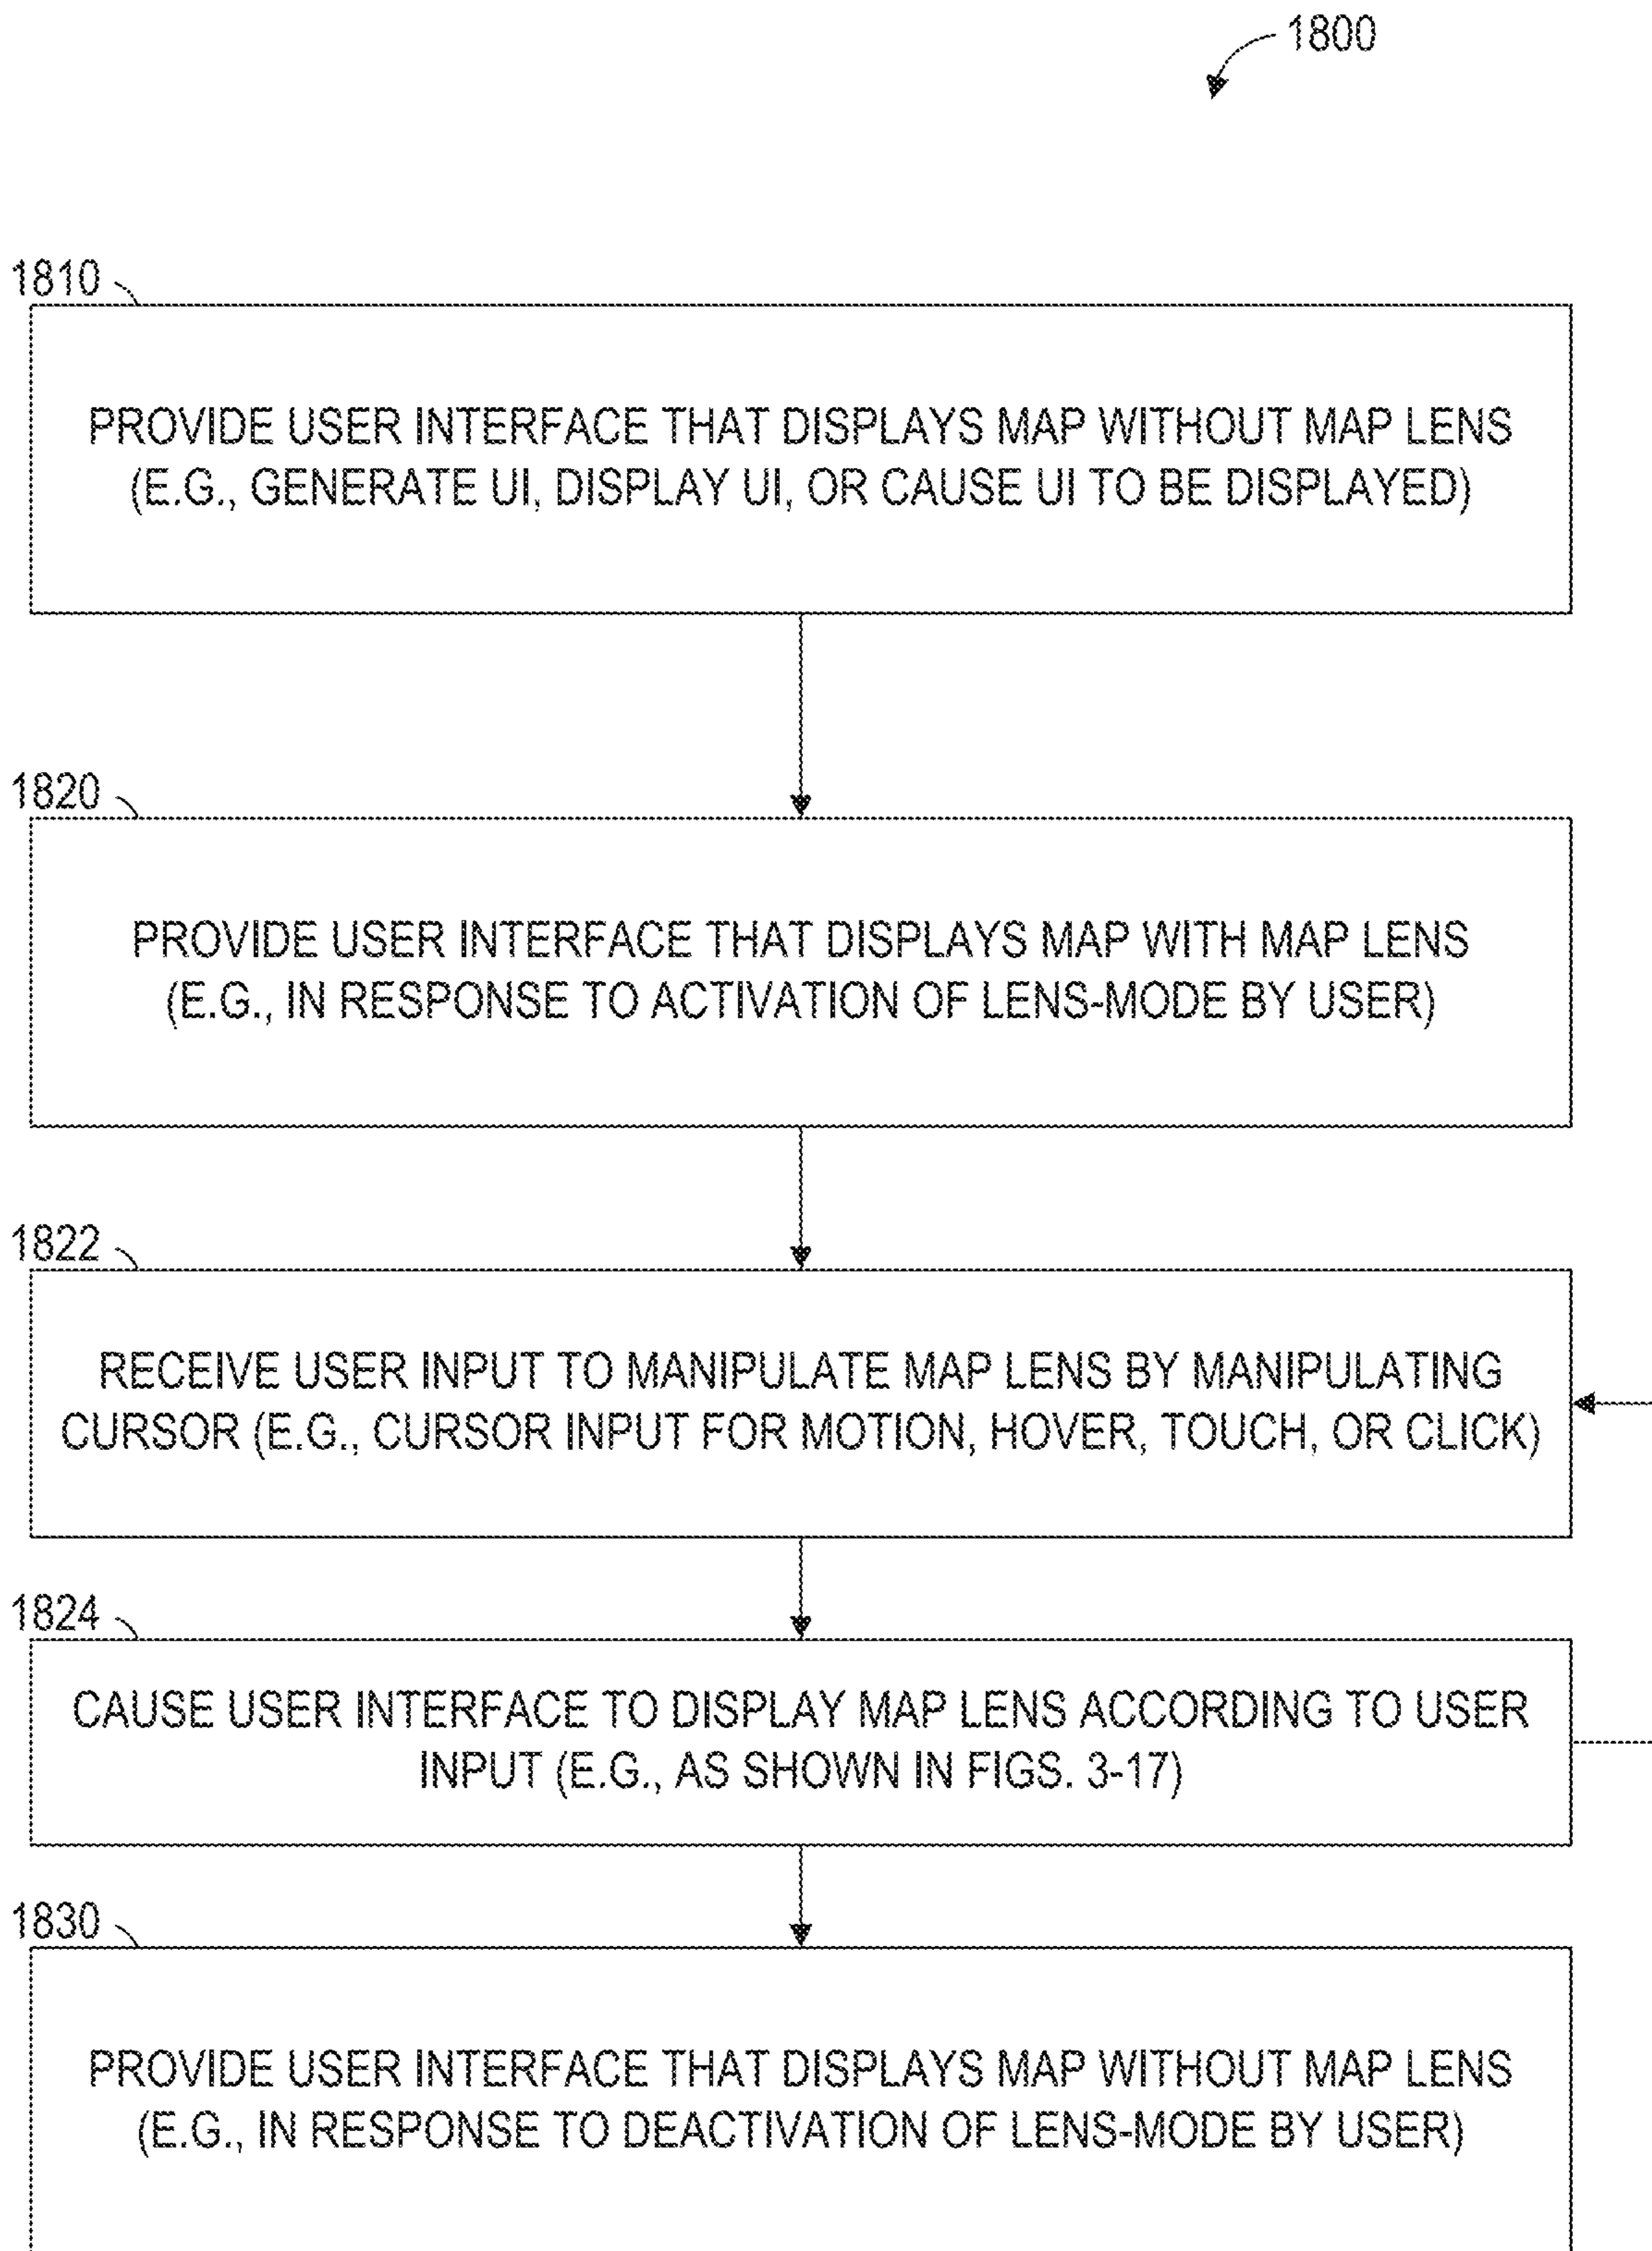 1800
1810
PROVIDE USER INTERFACE THAT DISPLAYS MAP WITHOUT MAP LENS
(E.G., GENERATE UI, DISPLAY UI, OR CAUSE UI TO BE DISPLAYED)
1820
PROVIDE USER INTERFACE THAT DISPLAYS MAP WITH MAP LENS
(E.G., IN RESPONSE TO ACTIVATION OF LENS-MODE BY USER)
1822
RECEIVE USER INPUT TO MANIPULATE MAP LENS BY MANIPULATING
CURSOR (E.G., CURSOR INPUT FOR MOTION, HOVER, TOUCH, OR CLICK)
1824
CAUSE USER INTERFACE TO DISPLAY MAP LENS ACCORDING TO USER
INPUT (E.G., AS SHOWN IN FIGS. 3-17)
1830
PROVIDE USER INTERFACE THAT DISPLAYS MAP WITHOUT MAP LENS
(E.G., IN RESPONSE TO DEACTIVATION OF LENS-MODE BY USER)